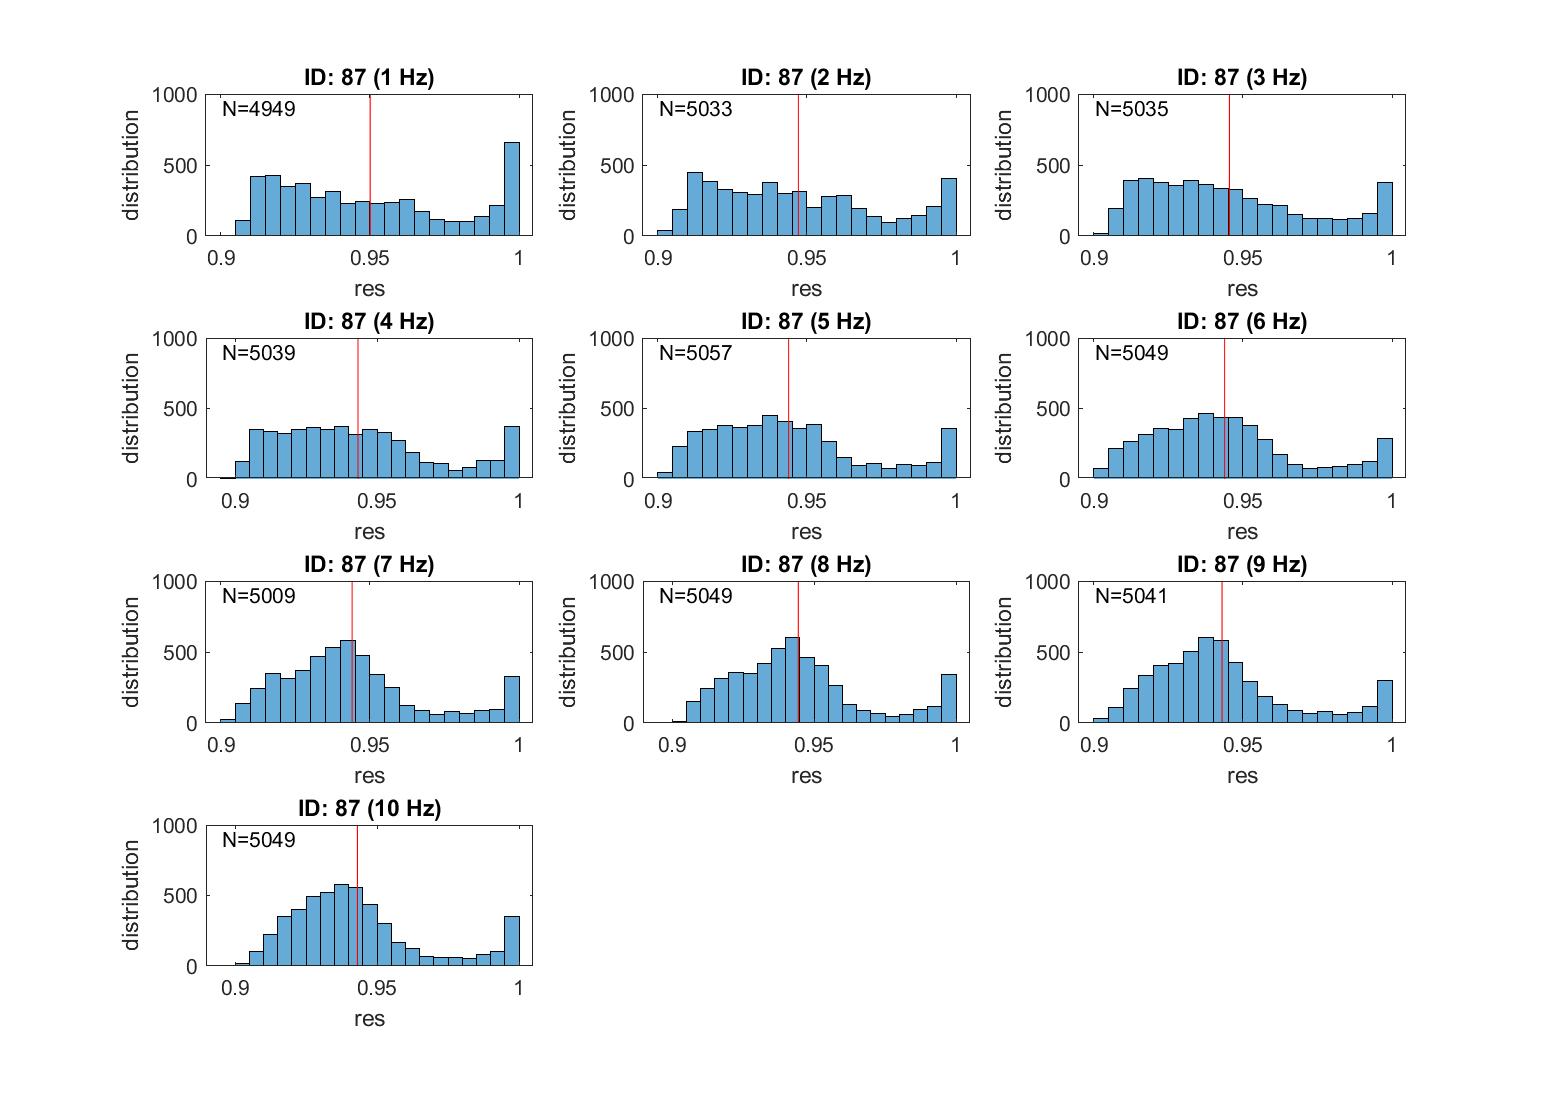 ID: 87 (1 Hz)
N=4949
distribution
1000
500
0
0.9 0.95 1
res
ID: 87 (2 Hz)
N=5033
distribution
1000
500
0
0.9 0.95 1
res
ID: 87 (3 Hz)
N=5035
distribution
1000
500
0
0.9 0.95 1
res
ID: 87 (4 Hz)
N=5039
distribution
1000
500
0
0.9 0.95 1
res
ID: 87 (5 Hz)
N=5057
distribution
1000
500
0
0.9 0.95 1
res
ID: 87 (6 Hz)
N=5049
distribution
1000
500
0
0.9 0.95 1
res
ID: 87 (7 Hz)
N=5009
distribution
1000
500
0
0.9 0.95 1
res
ID: 87 (8 Hz)
N=5049
distribution
1000
500
0
0.9 0.95 1
res
ID: 87 (9 Hz)
N=5041
distribution
1000
500
0
0.9 0.95 1
res
ID: 87 (10 Hz)
N=5049
distribution
1000
500
0
0.9 0.95 1
res